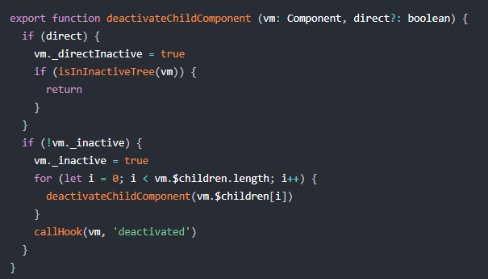 export function deactivateChildComponent (vm: Component, direct?: boolean) {
  if (direct) {
    vm._directInactive = true
    if (isInInactiveTree(vm)) {
      return
    }
  }
  if (!vm._inactive) {
    vm._inactive = true
    for (let i = 0; i < vm.$children.length; i++) {
      deactivateChildComponent(vm.$children[i])
    }
    callHook(vm, 'deactivated')
  }
}